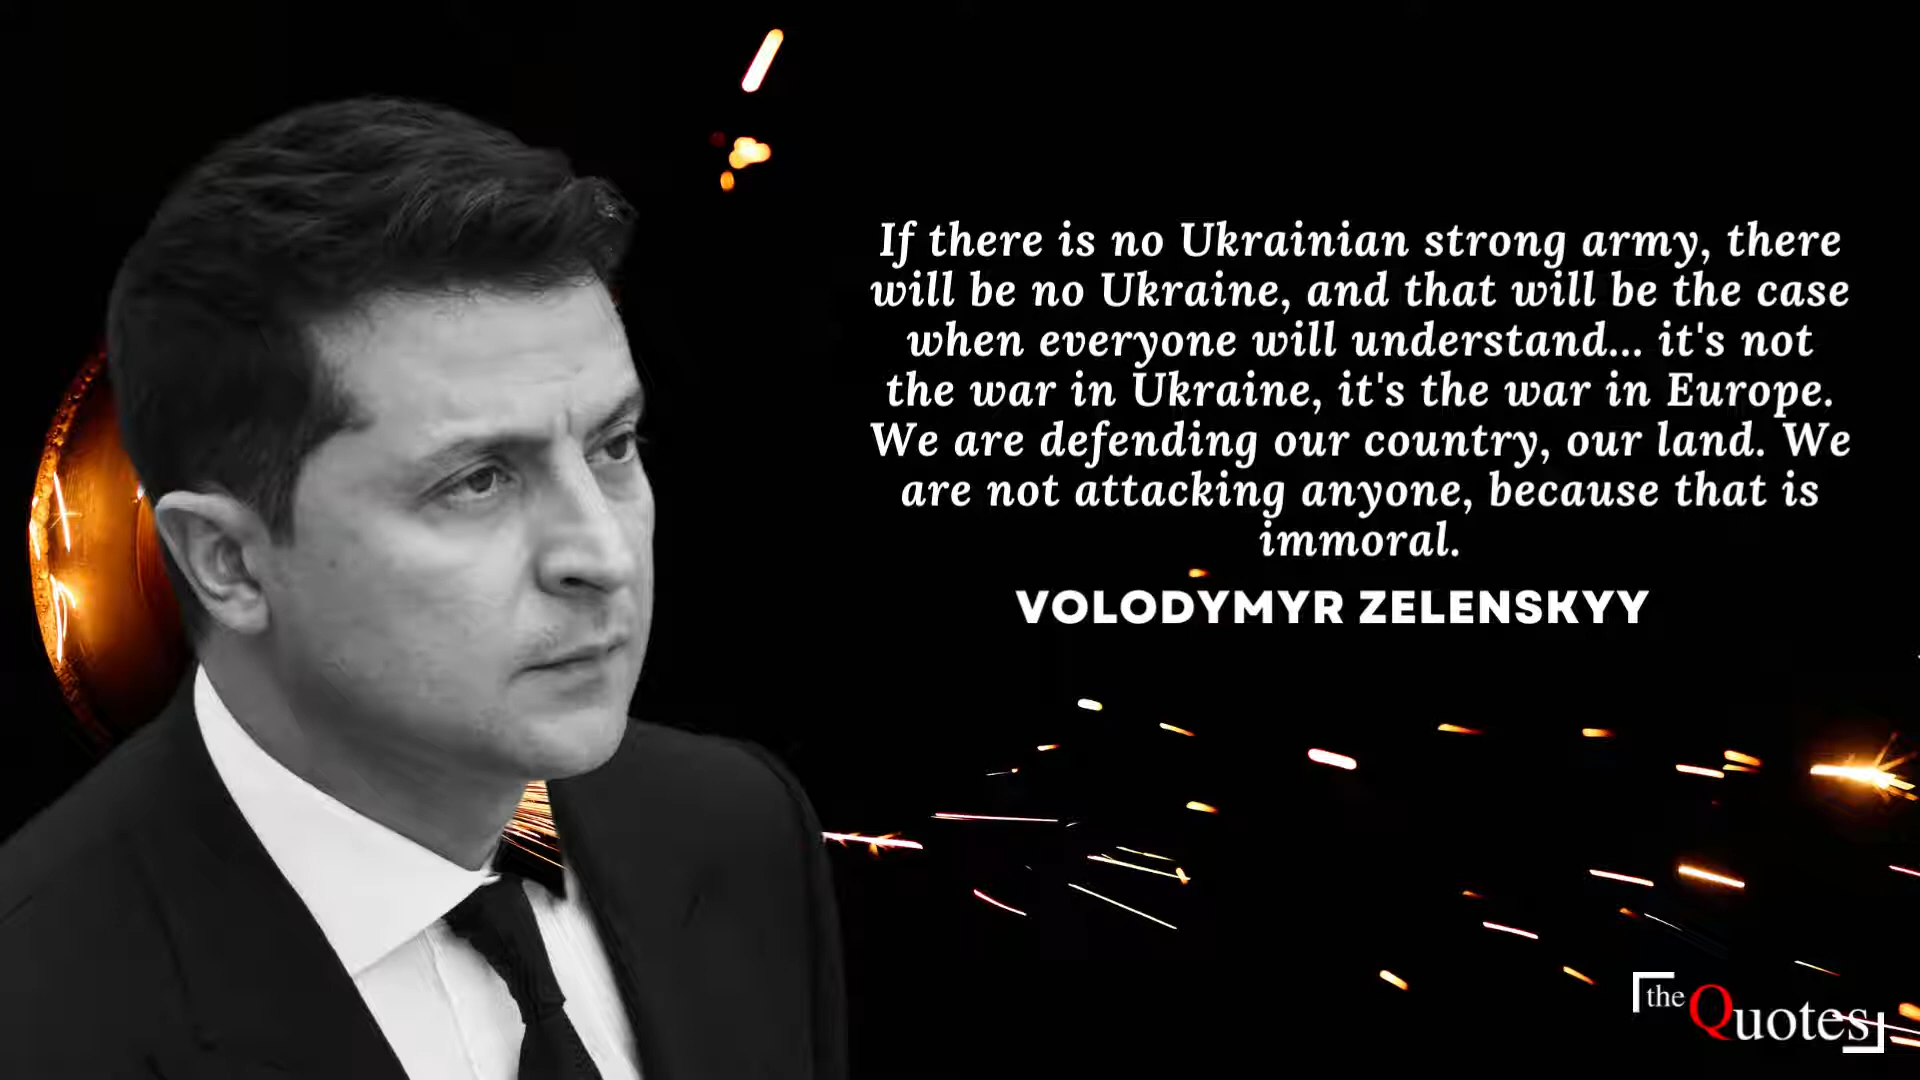 If there is no Ukrainian strong army, there
will be no Ukraine, and that will be the case
when everyone will understand... it's not
the war in Ukraine, it's the war in Europe.
We are defending our country, our land. We
are not attacking anyone, because that is
immoral.
VOLODYMYR ZELENSKYY
the Quotes